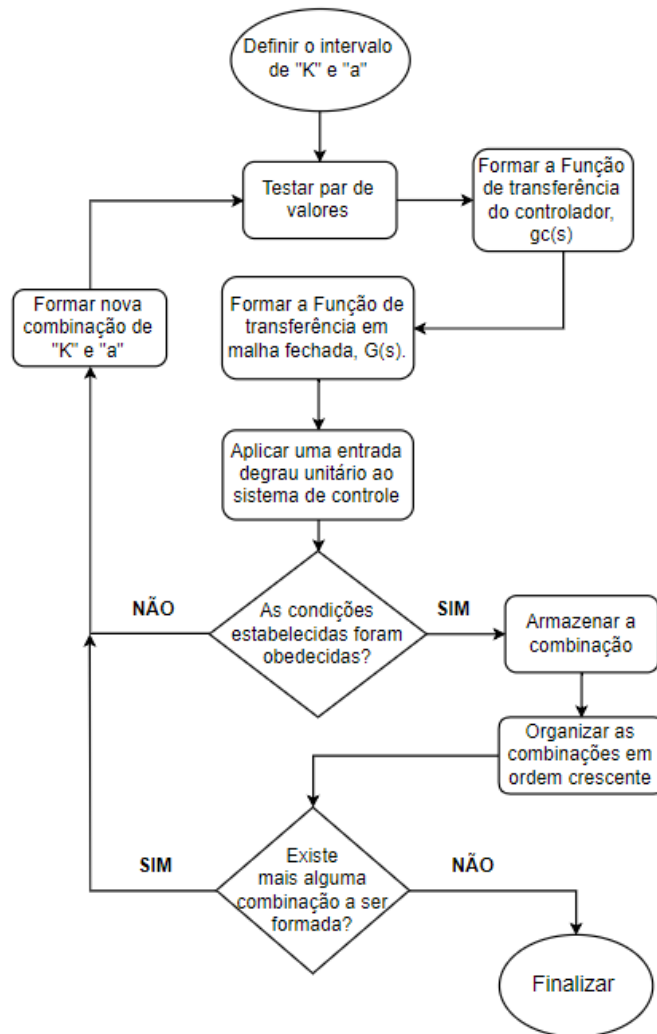 Definir o intervalo
de "K" e "a"
Testar par de
valores
Formar a Função
de transferência
do controlador,
gc(s)
Formar nova
combinação de
"K" e "a"
Formar a Função de
transferência em
malha fechada, G(s).
Aplicar uma entrada
degrau unitário ao
sistema de controle
NÃO
As condições
estabelecidas foram
obedecidas?
SIM
Armazenar a
combinação
Organizar as
combinações em
ordem crescente
SIM
Existe
mais alguma
combinação a ser
formada?
NÃO
Finalizar